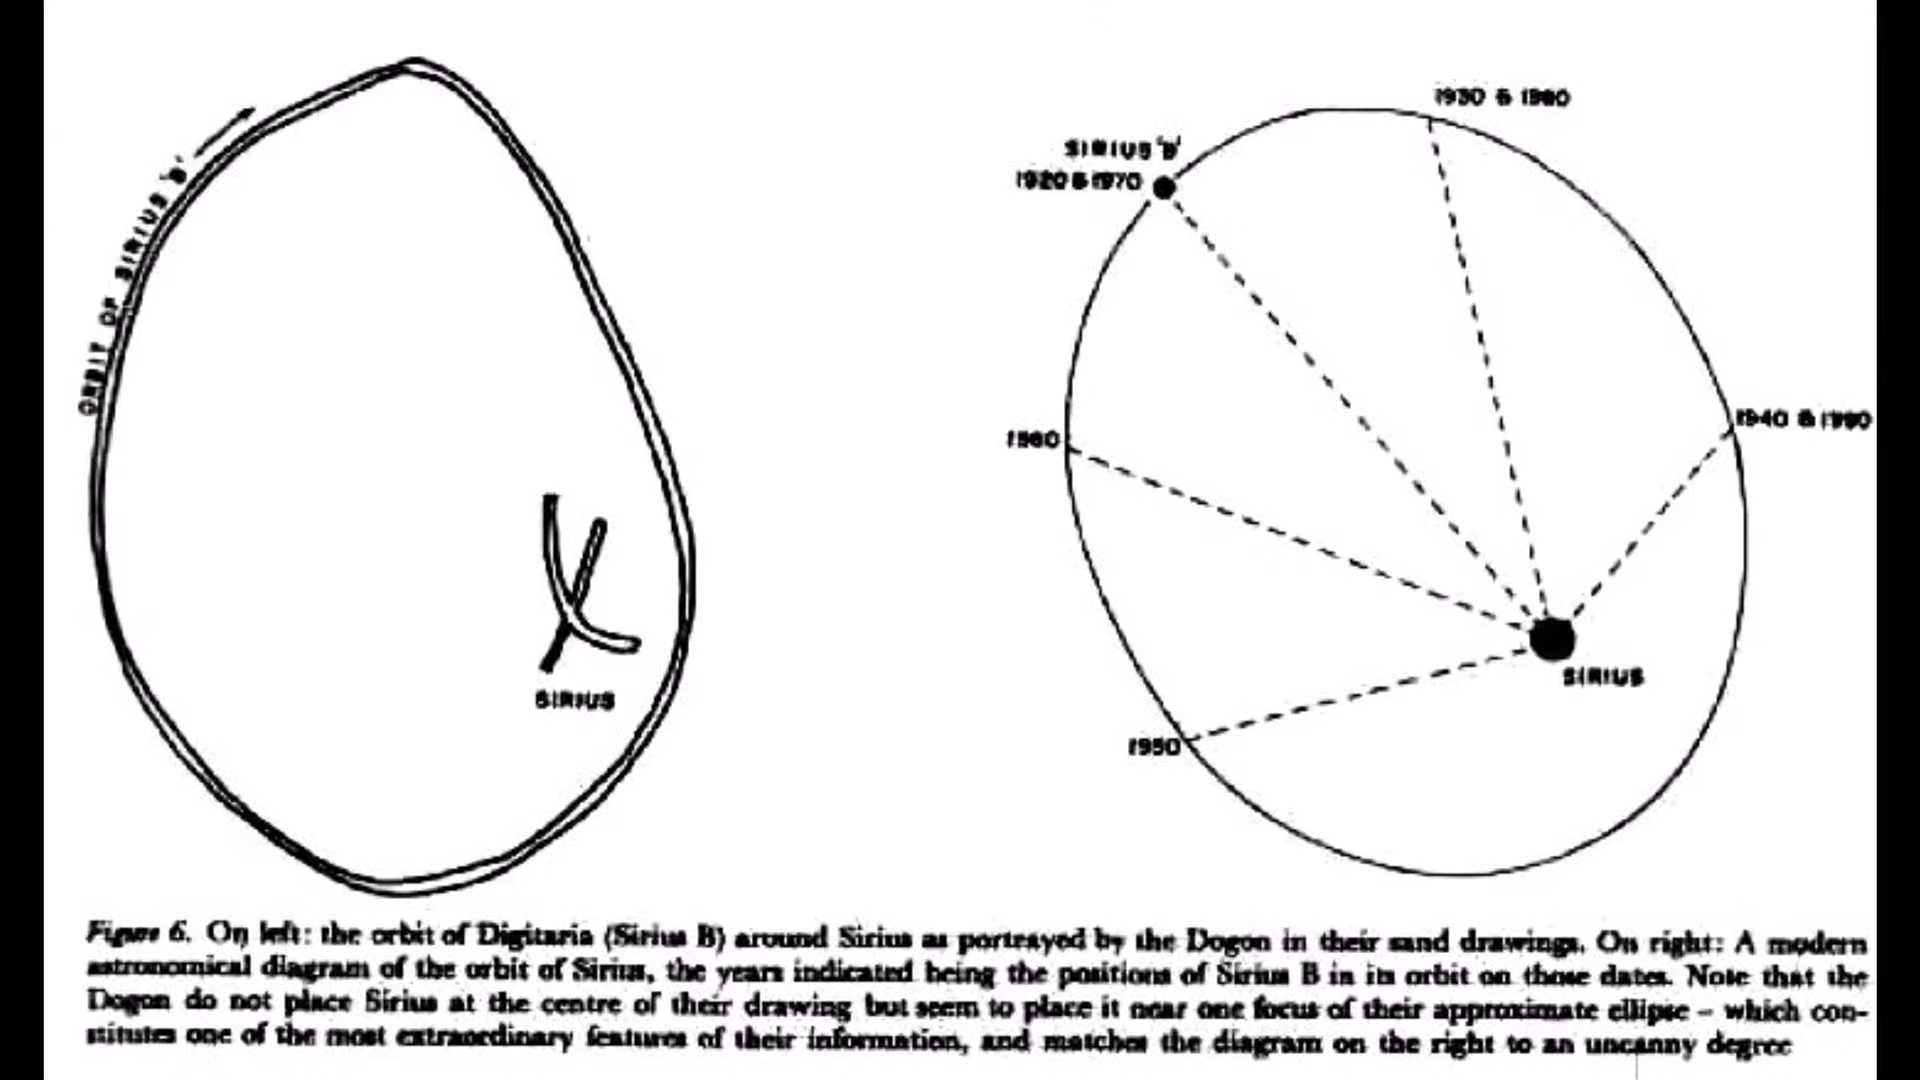 ORBIT OF SIRIUS 'B'
SIRIUS
1930 & 1980
SIRIUS 'B'
1920 & 1970
1940 & 1990
1960
SIRIUS
1950
Figure 6. On left: the orbit of Digitaria (Sirius B) around Sirius as portrayed by the Dogon in their sand drawings. On right: A modern
astronomical diagram of the orbit of Sirius, the years indicated being the positions of Sirius B in its orbit on those dates. Note that the
Dogon do not place Sirius at the centre of their drawing but seem to place it near one focus of their approximate ellipse – which con-
stitutes one of the most extraordinary features of their information, and matches the diagram on the right to an uncanny degree